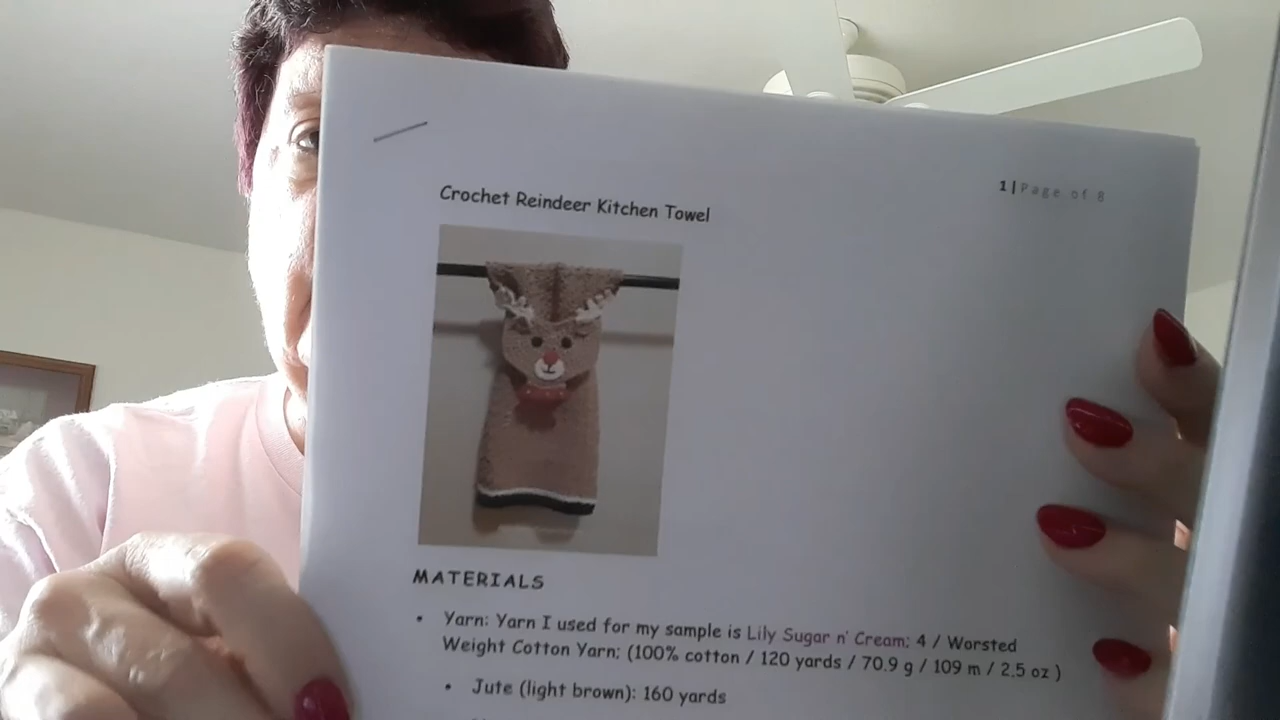 1|Page of 8
Crochet Reindeer Kitchen Towel
MATERIALS
• Yarn: Yarn I used for my sample is Lily Sugar n' Cream; 4 / Worsted
Weight Cotton Yarn; (100% cotton / 120 yards / 70.9 g / 109 m / 2.5 oz )
• Jute (light brown): 160 yards